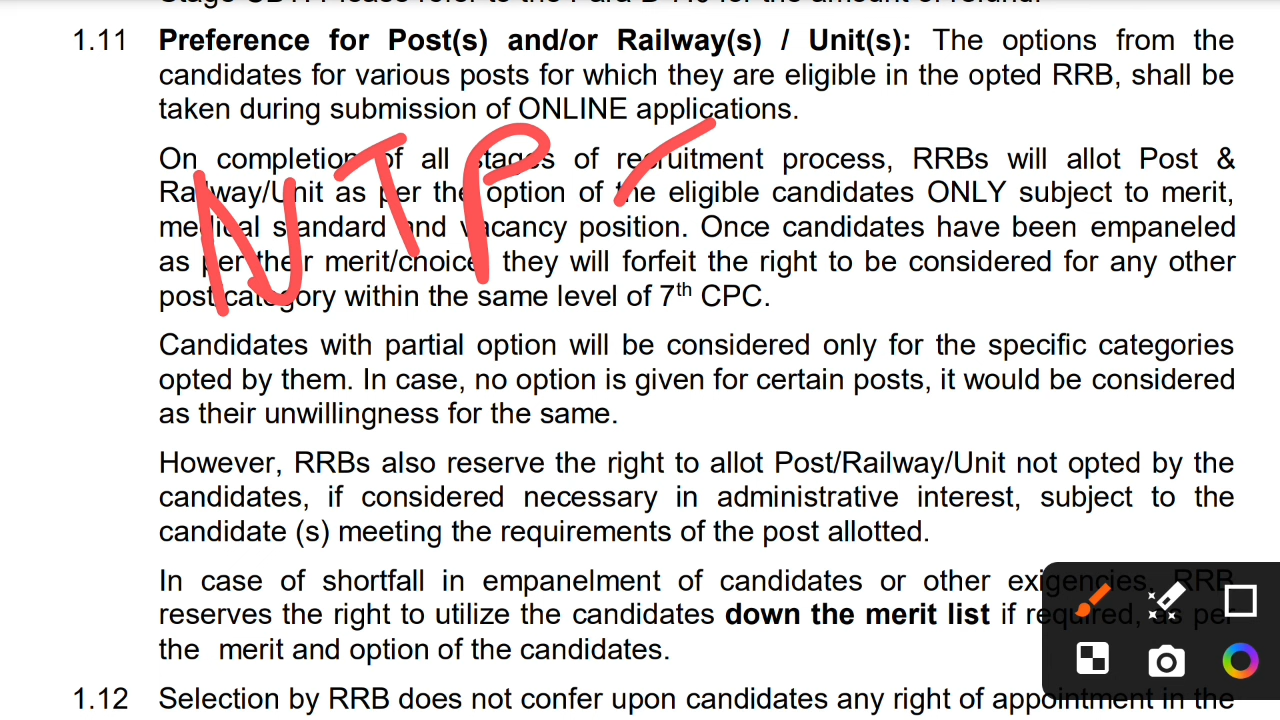 1.11 Preference for Post(s) and/or Railway(s) / Unit(s): The options from the
candidates for various posts for which they are eligible in the opted RRB, shall be
taken during submission of ONLINE applications.
On completion of all stages of recruitment process, RRBs will allot Post &
Railway/Unit as per the option of the eligible candidates ONLY subject to merit,
medical standard and vacancy position. Once candidates have been empaneled
as per their merit/choice they will forfeit the right to be considered for any other
post category within the same level of 7th CPC.
NTP
Candidates with partial option will be considered only for the specific categories
opted by them. In case, no option is given for certain posts, it would be considered
as their unwillingness for the same.
However, RRBs also reserve the right to allot Post/Railway/Unit not opted by the
candidates, if considered necessary in administrative interest, subject to the
candidate (s) meeting the requirements of the post allotted.
In case of shortfall in empanelment of candidates or other exigencies, RRB
reserves the right to utilize the candidates down the merit list if required, as per
the merit and option of the candidates.
1.12 Selection by RRB does not confer upon candidates any right of appointment in the